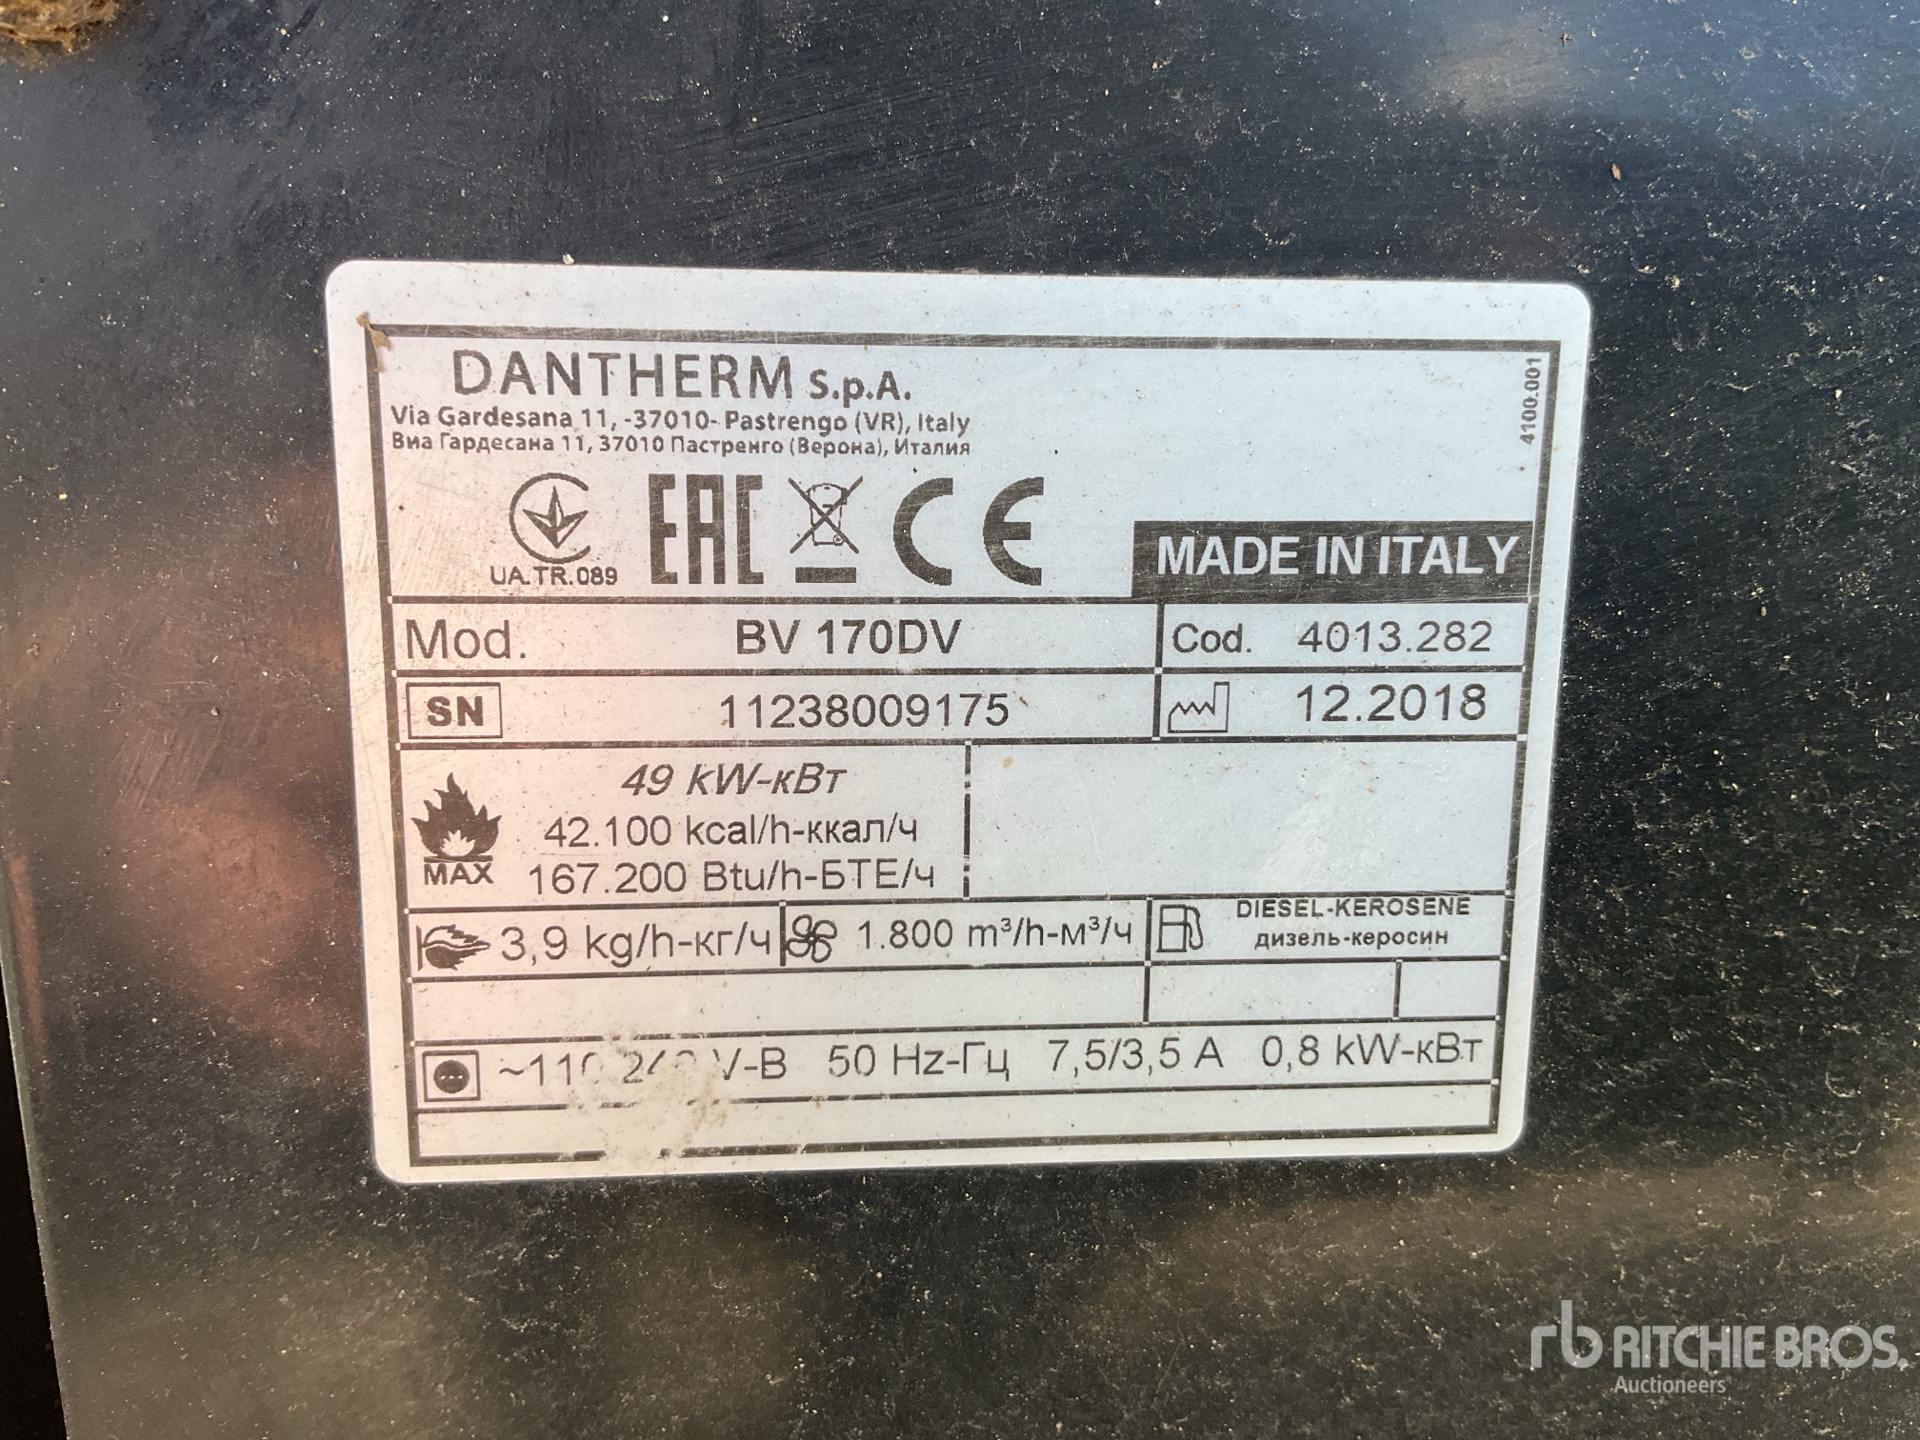 DANTHERM S.p.A.
Via Gardesana 11, -37010- Pastrengo (VR), Italy
Виа Гардесана 11, 37010 Пастренго (Верона), Италия
4100.001
UA.TR.089 EAC CE
MADE IN ITALY
Mod. BV 170DV Cod. 4013.282
SN 11238009175 12.2018
49 kW-кВт
42.100 kcal/h-ккал/ч
MAX 167.200 Btu/h-БТЕ/ч
3,9 kg/h-кг/ч 1.800 m³/h-м³/ч DIESEL-KEROSENE
дизель-керосин
V-В 50 Hz-Гц 7,5/3,5 A 0,8 kW-кВт
rb RITCHIE BROS.
Auctioneers